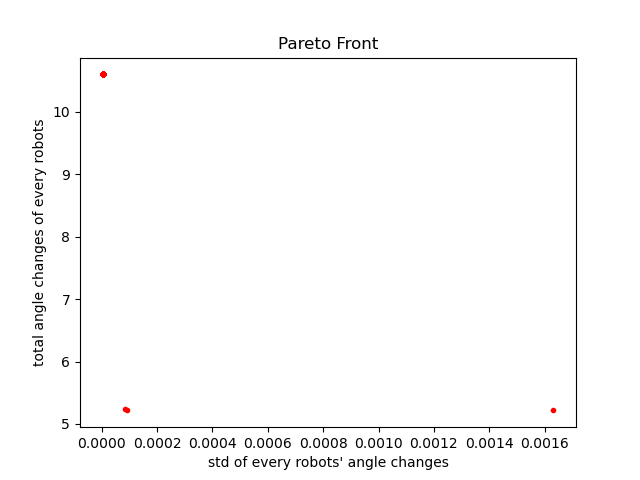 Pareto Front
total angle changes of every robots
10
9
8
7
6
5
0.0000 0.0002 0.0004 0.0006 0.0008 0.0010 0.0012 0.0014 0.0016
std of every robots' angle changes